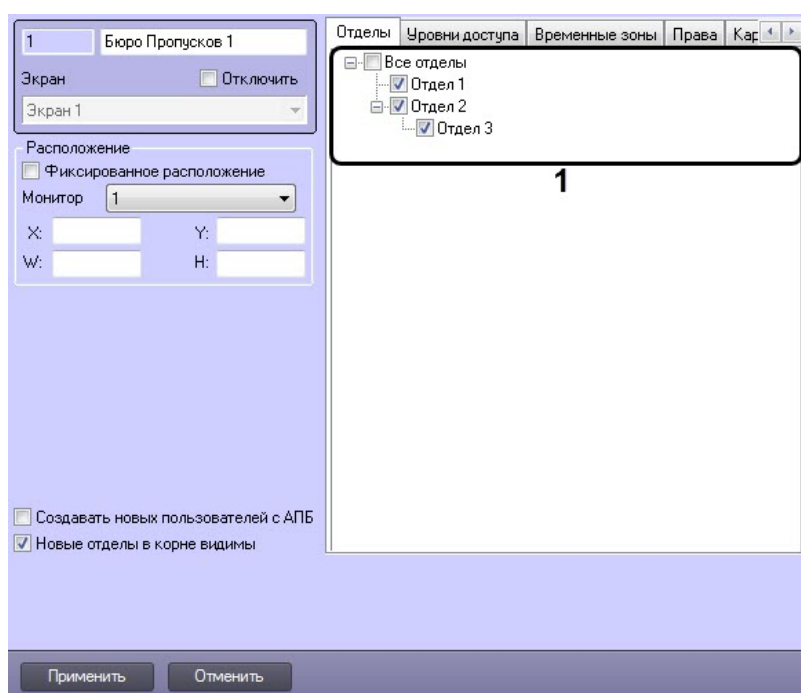 1 Бюро Пропусков 1
Экран Отключить
Экран 1
Расположение
Фиксированное расположение
Монитор 1
X: Y:
W: H:
Создавать новых пользователей с АПБ
Новые отделы в корне видимы
Отделы Уровни доступа Временные зоны Права Кар
Все отделы
Отдел 1
Отдел 2
Отдел 3
1
Применить Отменить